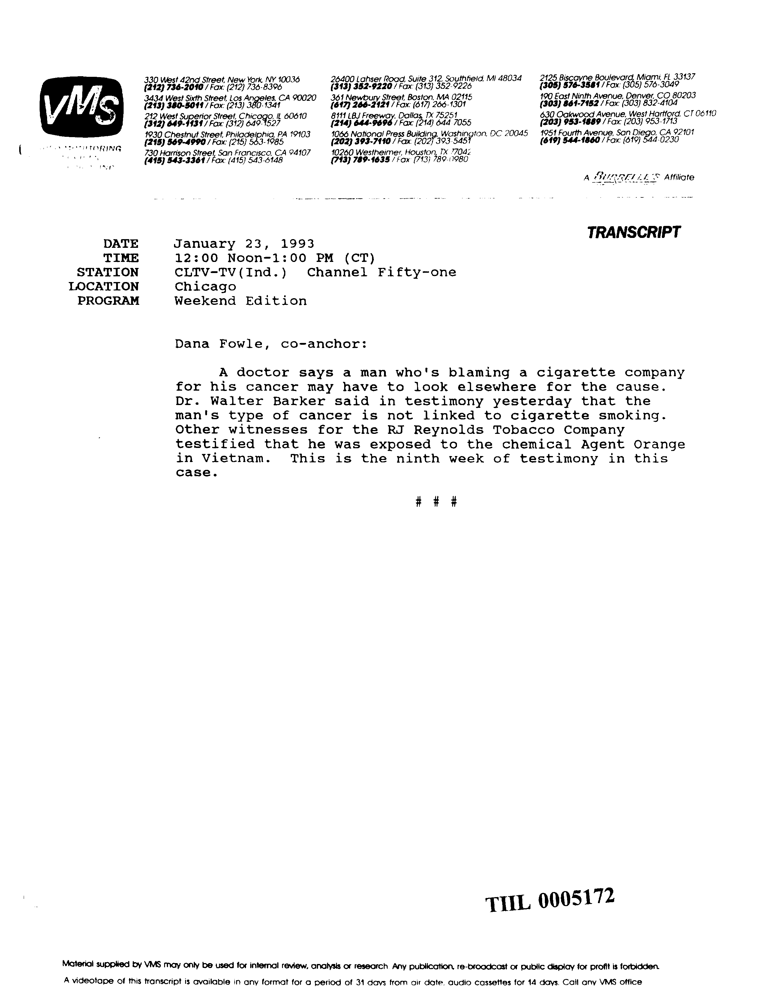 VMS
330 West 42nd Street, New York, NY 10036
(212) 736-2010 / Fax: (212) 736-8396
3434 West Sixth Street, Los Angeles, CA 90020
(213) 380-5011 / Fax: (213) 380-1341
212 West Superior Street, Chicago, IL 60610
(312) 649-1131 / Fax: (312) 649-1527
1930 Chestnut Street, Philadelphia, PA 19103
(215) 569-4990 / Fax: (215) 563-1985
730 Harrison Street, San Francisco, CA 94107
(415) 543-3361 / Fax: (415) 543-6148
26400 Lahser Road, Suite 312, Southfield, MI 48034
(313) 352-9220 / Fax: (313) 352-9226
361 Newbury Street, Boston, MA 02115
(617) 266-2121 / Fax: (617) 266-1301
8111 LBJ Freeway, Dallas, TX 75251
(214) 644-9696 / Fax: (214) 644-7055
1066 National Press Building, Washington, DC 20045
(202) 393-7110 / Fax: (202) 393-5451
10260 Westheimer, Houston, TX 77042
(713) 789-1635 / Fax: (713) 789-0980
2125 Biscayne Boulevard, Miami, FL 33137
(305) 576-3581 / Fax: (305) 576-3049
190 East Ninth Avenue, Denver, CO 80203
(303) 861-7152 / Fax: (303) 832-4104
630 Oakwood Avenue, West Hartford, CT 06110
(203) 953-1889 / Fax: (203) 953-1713
1951 Fourth Avenue, San Diego, CA 92101
(619) 544-1860 / Fax: (619) 544-0230
A BURRELLE'S Affiliate
TRANSCRIPT
DATE January 23, 1993
TIME 12:00 Noon-1:00 PM (CT)
STATION CLTV-TV(Ind.) Channel Fifty-one
LOCATION Chicago
PROGRAM Weekend Edition
Dana Fowle, co-anchor:
A doctor says a man who's blaming a cigarette company
for his cancer may have to look elsewhere for the cause.
Dr. Walter Barker said in testimony yesterday that the
man's type of cancer is not linked to cigarette smoking.
Other witnesses for the RJ Reynolds Tobacco Company
testified that he was exposed to the chemical Agent Orange
in Vietnam. This is the ninth week of testimony in this
case.
# # #
TIIL 0005172
Material supplied by VMS may only be used for internal review, analysis or research. Any publication, re-broadcast or public display for profit is forbidden.
A videotape of this transcript is available in any format for a period of 31 days from air date, audio cassettes for 14 days. Call any VMS office